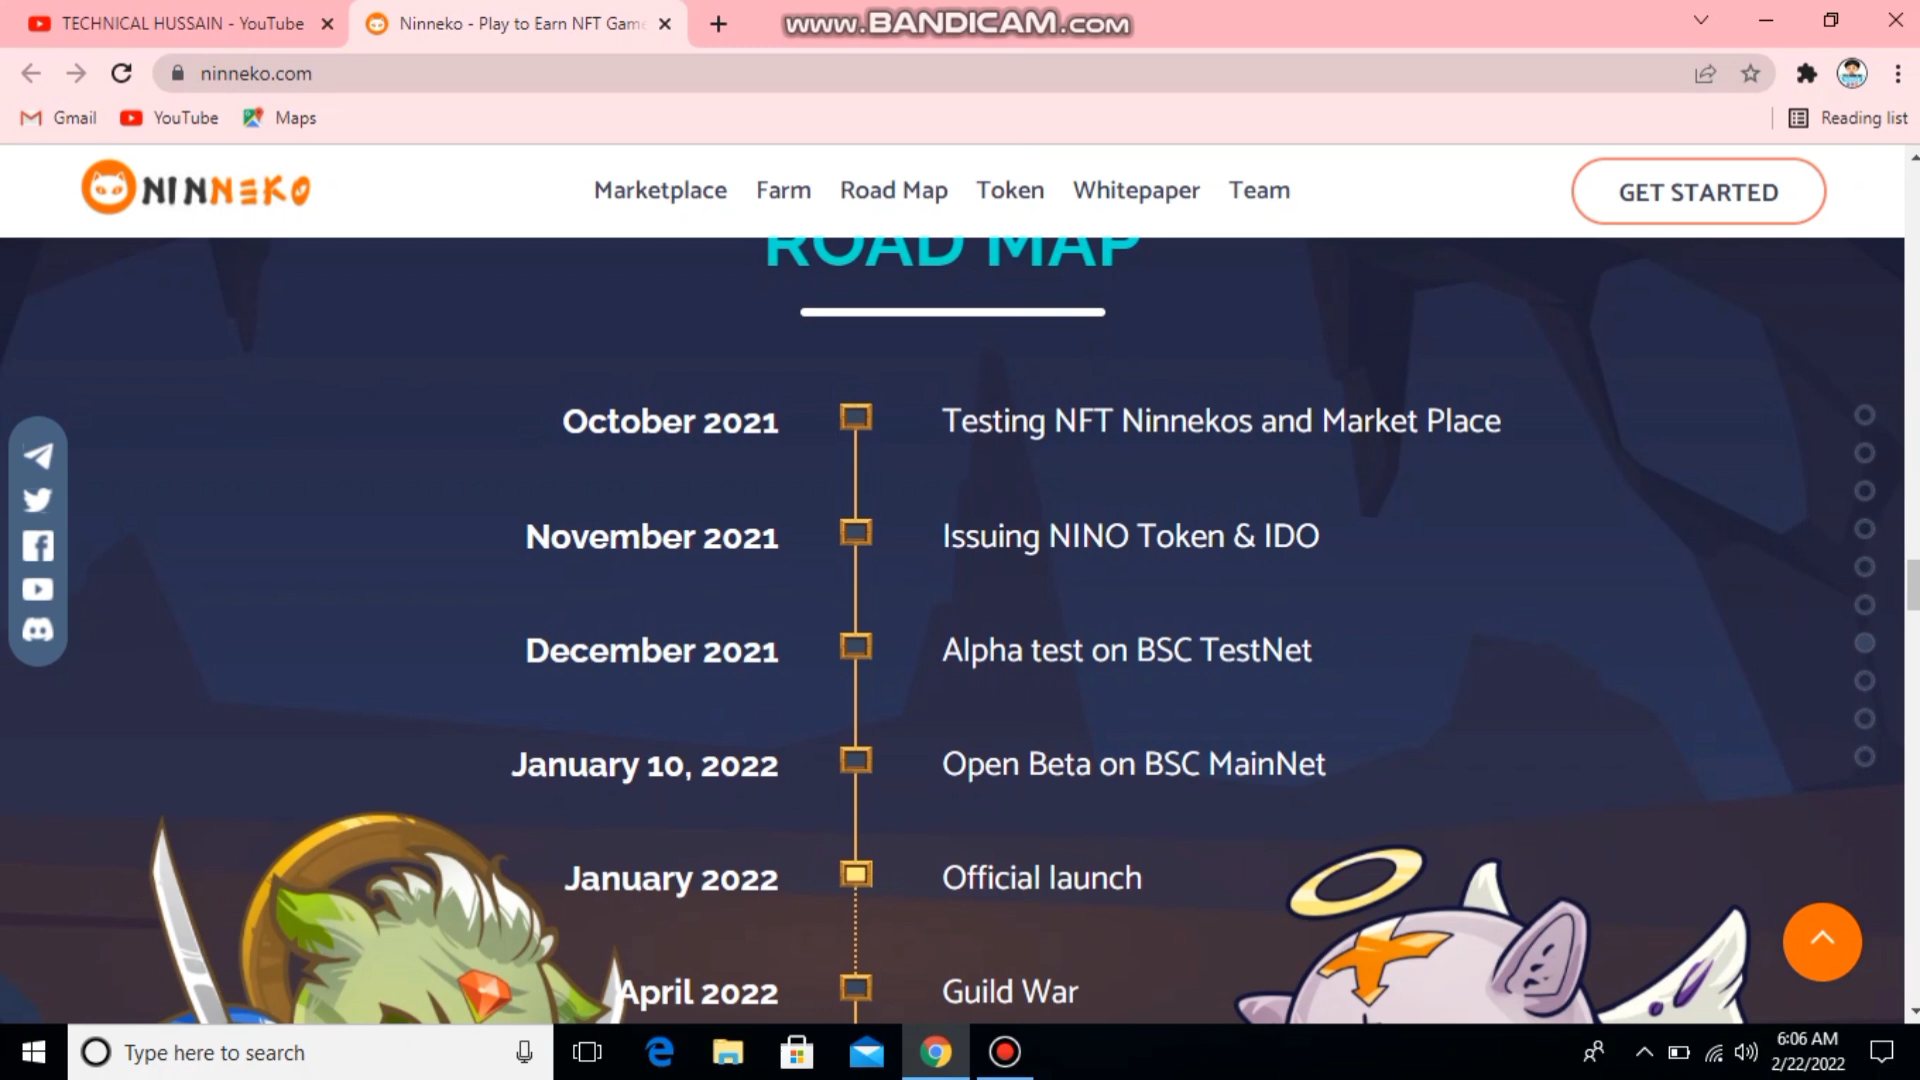 TECHNICAL HUSSAIN - YouTube
Ninneko - Play to Earn NFT Game
www.BANDICAM.com
ninneko.com
Gmail
YouTube
Maps
Reading list
NINNEKO
Marketplace
Farm
Road Map
Token
Whitepaper
Team
GET STARTED
ROAD MAP
October 2021
Testing NFT Ninnekos and Market Place
November 2021
Issuing NINO Token & IDO
December 2021
Alpha test on BSC TestNet
January 10, 2022
Open Beta on BSC MainNet
January 2022
Official launch
April 2022
Guild War
Type here to search
6:06 AM
2/22/2022